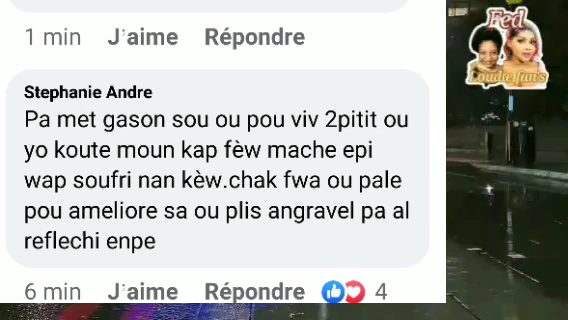 1 min J'aime Répondre
Fed
Loudie fan's
Stephanie Andre
Pa met gason sou ou pou viv 2pitit ou
yo koute moun kap fèw mache epi
wap soufri nan kèw.chak fwa ou pale
pou ameliore sa ou plis angravel pa al
reflechi enpe
6 min J'aime Répondre 4